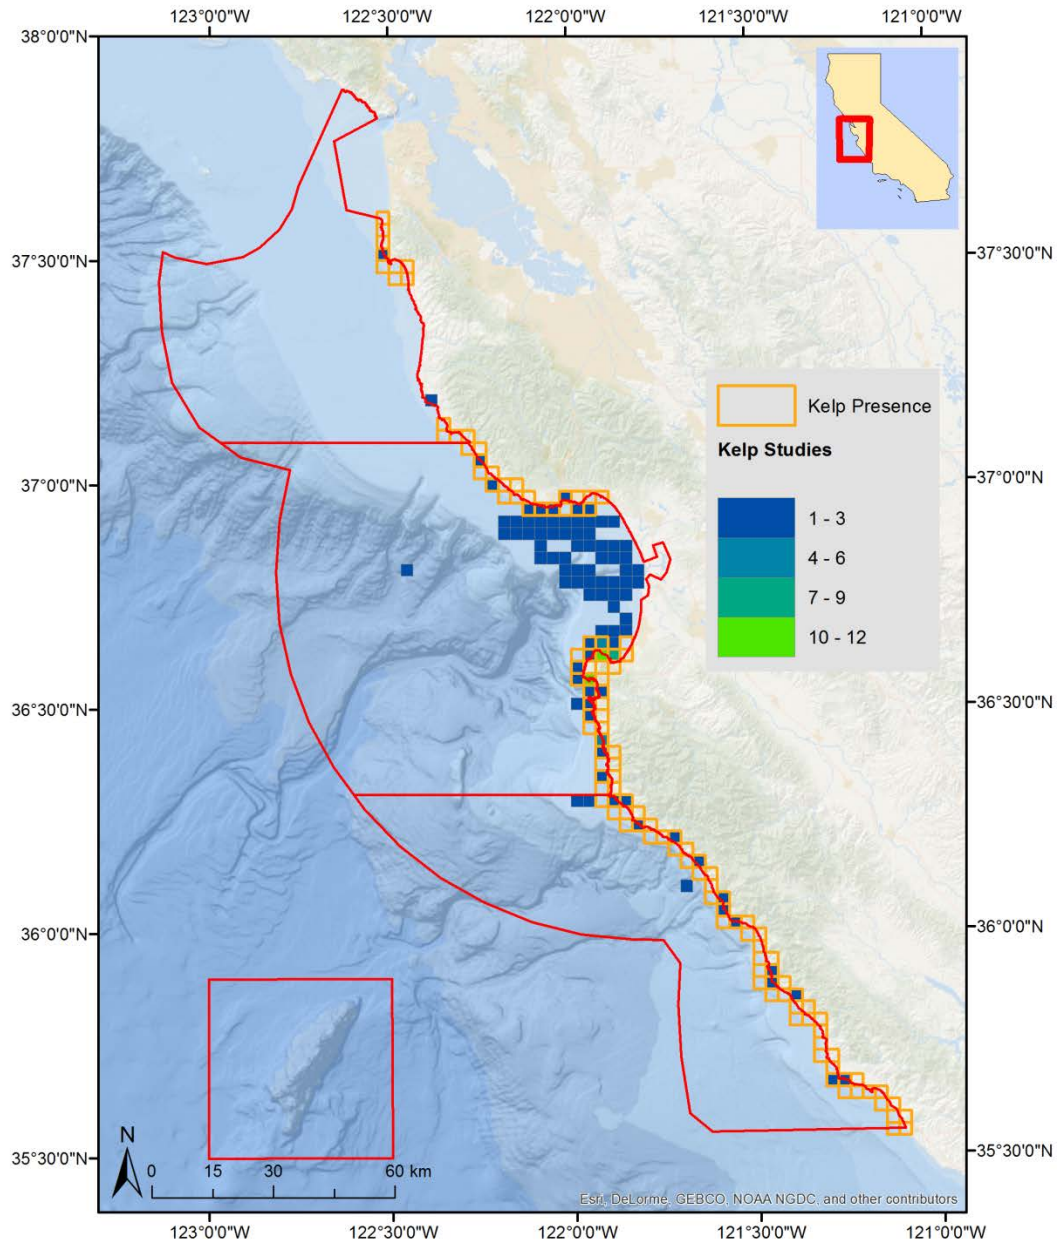 123°0'0"W 122°30'0"W 122°0'0"W 121°30'0"W 121°0'0"W
38°0'0"N
37°30'0"N 37°30'0"N
Kelp Presence
Kelp Studies
37°0'0"N 37°0'0"N
1 - 3
4 - 6
7 - 9
10 - 12
36°30'0"N 36°30'0"N
36°0'0"N 36°0'0"N
N
35°30'0"N 0 15 30 60 km 35°30'0"N
Esri, DeLorme, GEBCO, NOAA NGDC, and other contributors
123°0'0"W 122°30'0"W 122°0'0"W 121°30'0"W 121°0'0"W